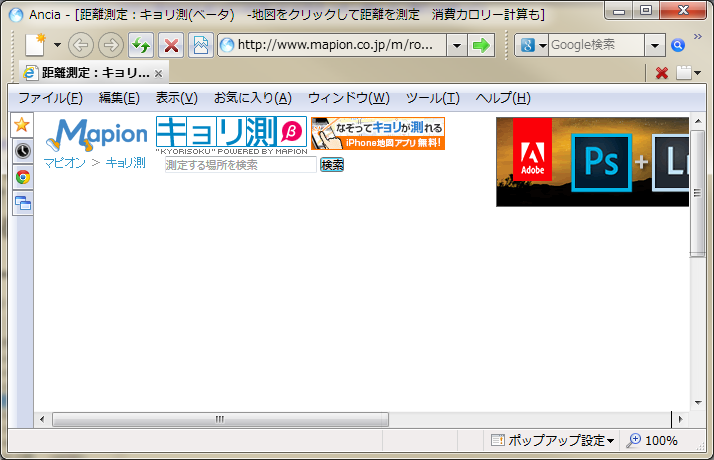 Ancia - [距離測定：キョリ測(ベータ)　-地図をクリックして距離を測定　消費カロリー計算も]
http://www.mapion.co.jp/m/ro...
Google検索
距離測定：キョリ...
ファイル(F) 編集(E) 表示(V) お気に入り(A) ウィンドウ(W) ツール(T) ヘルプ(H)
Mapion
キョリ測 β
"KYORISOKU" POWERED BY MAPION
なぞってキョリが測れる
iPhone地図アプリ 無料!
Adobe
Ps + Lr
マピオン ＞ キョリ測
測定する場所を検索
検索
ポップアップ設定
100%